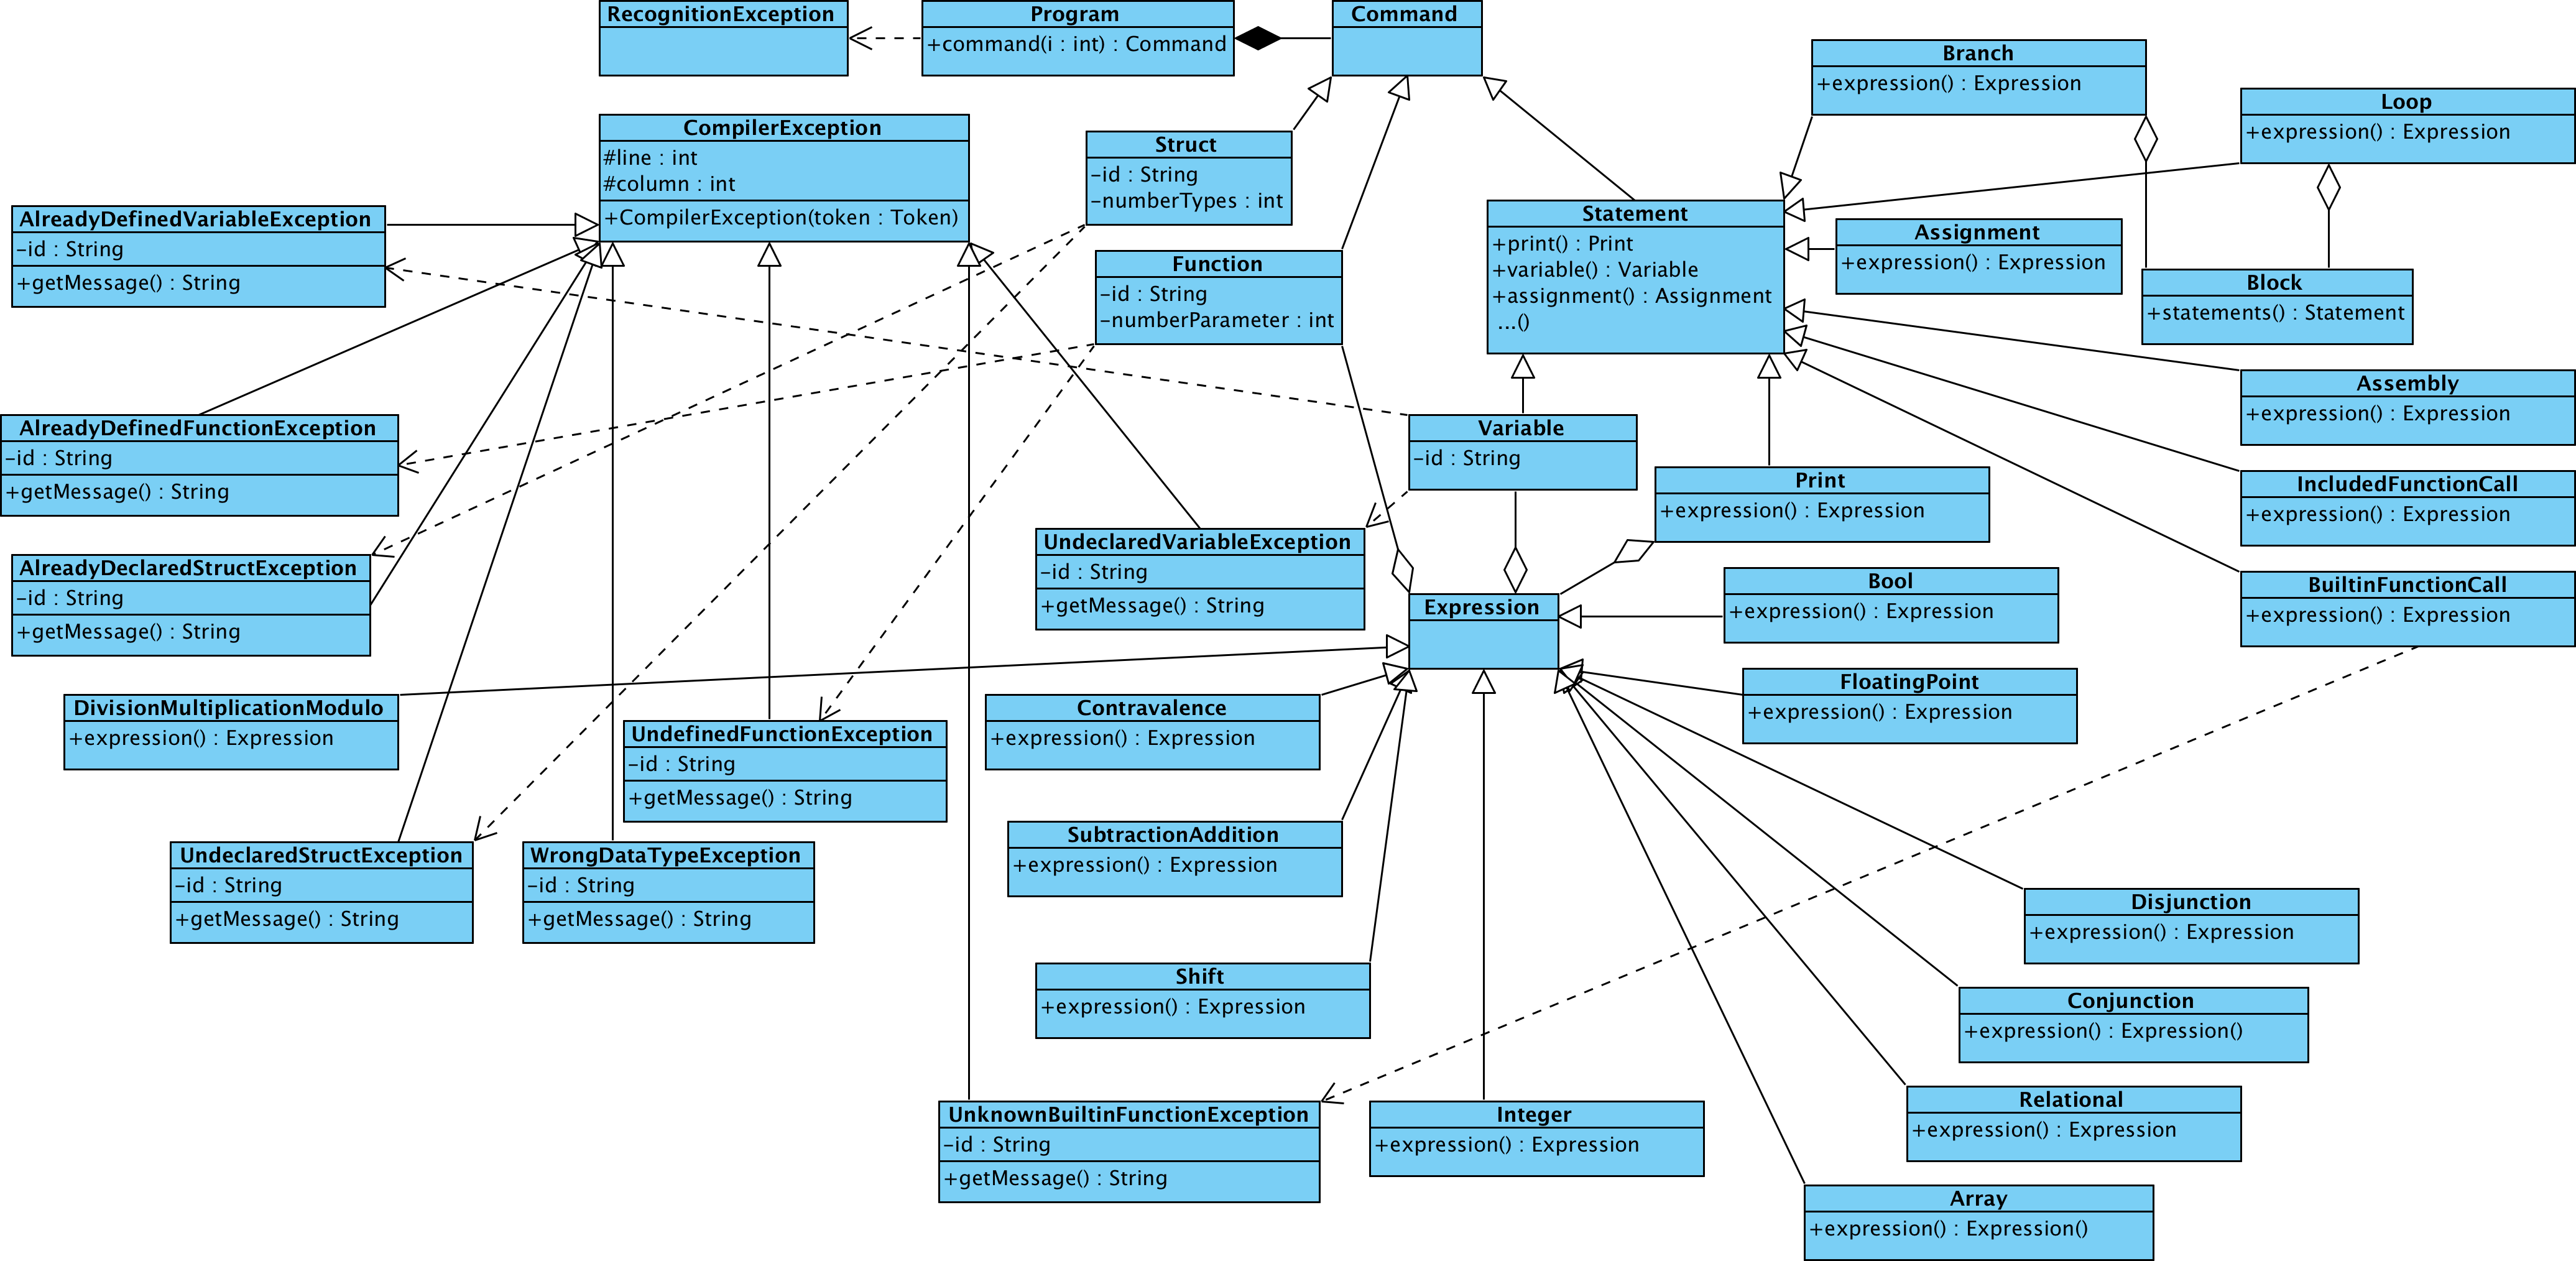 RecognitionException
Program
+command(i : int) : Command
Command
Branch
+expression() : Expression
Loop
+expression() : Expression
CompilerException
#line : int
#column : int
+CompilerException(token : Token)
Struct
-id : String
-numberTypes : int
AlreadyDefinedVariableException
-id : String
+getMessage() : String
Statement
+print() : Print
+variable() : Variable
+assignment() : Assignment
...()
Assignment
+expression() : Expression
Function
-id : String
-numberParameter : int
Block
+statements() : Statement
Assembly
+expression() : Expression
AlreadyDefinedFunctionException
-id : String
+getMessage() : String
Variable
-id : String
Print
+expression() : Expression
IncludedFunctionCall
+expression() : Expression
UndeclaredVariableException
-id : String
+getMessage() : String
AlreadyDeclaredStructException
-id : String
+getMessage() : String
Bool
+expression() : Expression
BuiltinFunctionCall
+expression() : Expression
Expression
DivisionMultiplicationModulo
+expression() : Expression
Contravalence
+expression() : Expression
FloatingPoint
+expression() : Expression
UndefinedFunctionException
-id : String
+getMessage() : String
SubtractionAddition
+expression() : Expression
UndeclaredStructException
-id : String
+getMessage() : String
WrongDataTypeException
-id : String
+getMessage() : String
Disjunction
+expression() : Expression
Shift
+expression() : Expression
Conjunction
+expression() : Expression()
Relational
+expression() : Expression
UnknownBuiltinFunctionException
-id : String
+getMessage() : String
Integer
+expression() : Expression
Array
+expression() : Expression()